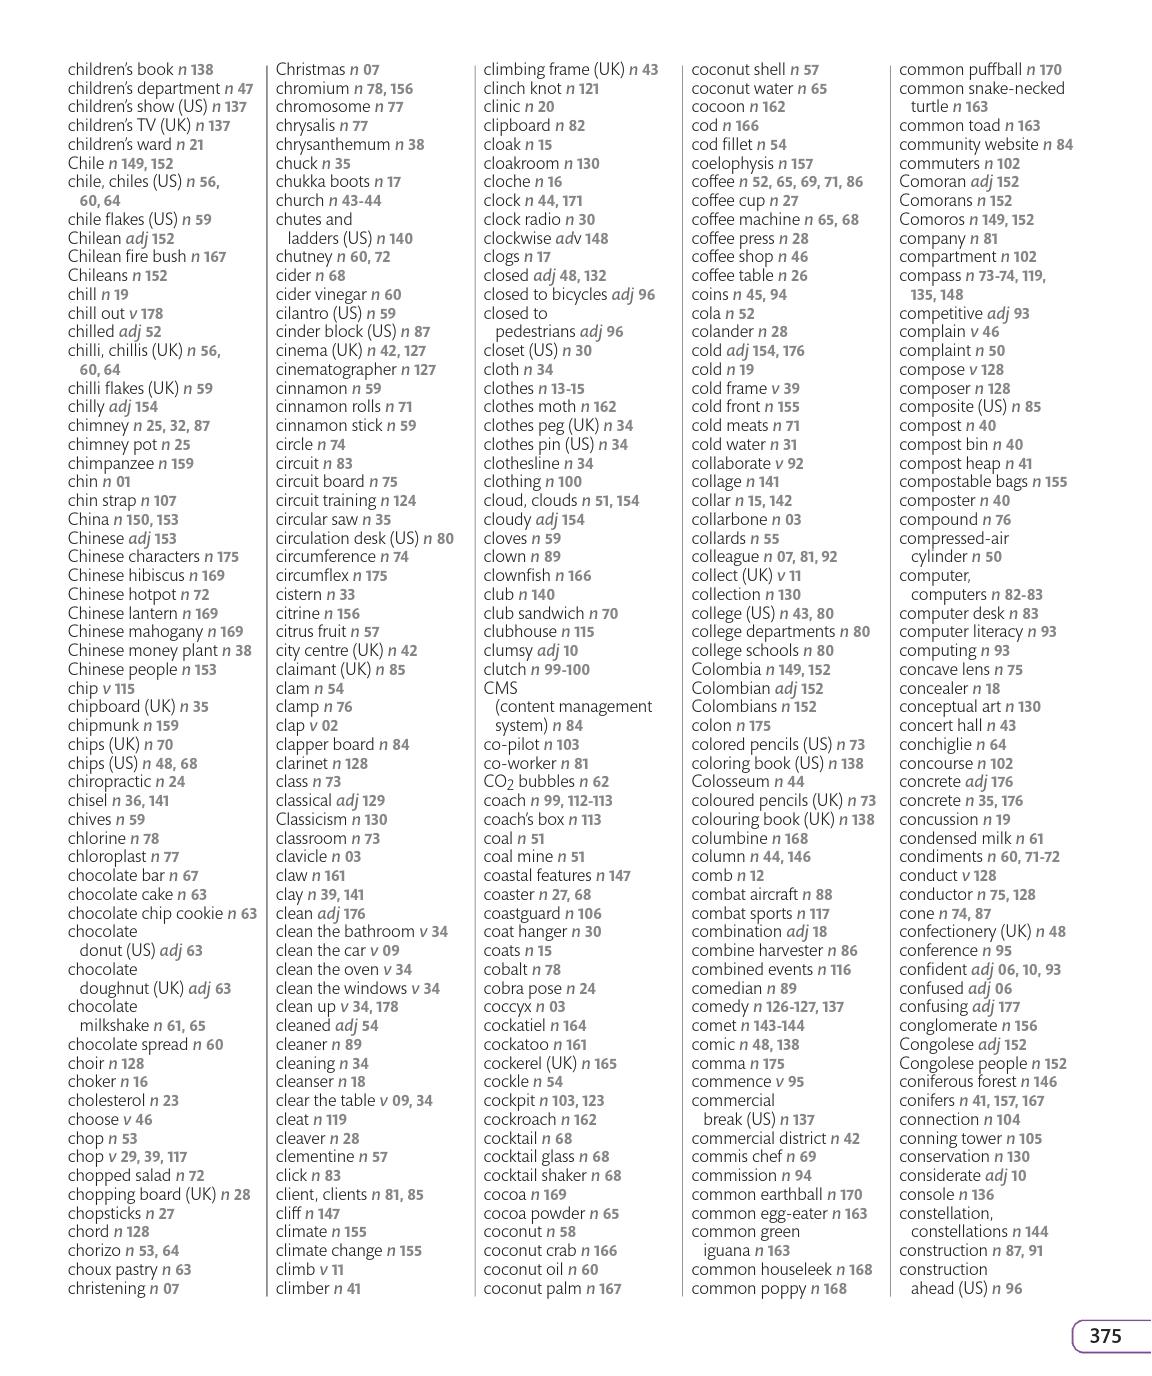 children’s book n 138
children’s department n 47
children’s show (US) n 137
children’s TV (UK) n 137
children’s ward n 21
Chile n 149, 152
chile, chiles (US) n 56,
60, 64
chile flakes (US) n 59
Chilean adj 152
Chilean fire bush n 167
Chileans n 152
chill n 19
chill out v 178
chilled adj 52
chilli, chillis (UK) n 56,
60, 64
chilli flakes (UK) n 59
chilly adj 154
chimney n 25, 32, 87
chimney pot n 25
chimpanzee n 159
chin n 01
chin strap n 107
China n 150, 153
Chinese adj 153
Chinese characters n 175
Chinese hibiscus n 169
Chinese hotpot n 72
Chinese lantern n 169
Chinese mahogany n 169
Chinese money plant n 38
Chinese people n 153
chip v 115
chipboard (UK) n 35
chipmunk n 159
chips (UK) n 70
chips (US) n 48, 68
chiropractic n 24
chisel n 36, 141
chives n 59
chlorine n 78
chloroplast n 77
chocolate bar n 67
chocolate cake n 63
chocolate chip cookie n 63
chocolate
donut (US) adj 63
chocolate
doughnut (UK) adj 63
chocolate
milkshake n 61, 65
chocolate spread n 60
choir n 128
choker n 16
cholesterol n 23
choose v 46
chop n 53
chop v 29, 39, 117
chopped salad n 72
chopping board (UK) n 28
chopsticks n 27
chord n 128
chorizo n 53, 64
choux pastry n 63
christening n 07
Christmas n 07
chromium n 78, 156
chromosome n 77
chrysalis n 77
chrysanthemum n 38
chuck n 35
chukka boots n 17
church n 43-44
chutes and
ladders (US) n 140
chutney n 60, 72
cider n 68
cider vinegar n 60
cilantro (US) n 59
cinder block (US) n 87
cinema (UK) n 42, 127
cinematographer n 127
cinnamon n 59
cinnamon rolls n 71
cinnamon stick n 59
circle n 74
circuit n 83
circuit board n 75
circuit training n 124
circular saw n 35
circulation desk (US) n 80
circumference n 74
circumflex n 175
cistern n 33
citrine n 156
citrus fruit n 57
city centre (UK) n 42
claimant (UK) n 85
clam n 54
clamp n 76
clap v 02
clapper board n 84
clarinet n 128
class n 73
classical adj 129
Classicism n 130
classroom n 73
clavicle n 03
claw n 161
clay n 39, 141
clean adj 176
clean the bathroom v 34
clean the car v 09
clean the oven v 34
clean the windows v 34
clean up v 34, 178
cleaned adj 54
cleaner n 89
cleaning n 34
cleanser n 18
clear the table v 09, 34
cleat n 119
cleaver n 28
clementine n 57
click n 83
client, clients n 81, 85
cliff n 147
climate n 155
climate change n 155
climb v 11
climber n 41
climbing frame (UK) n 43
clinch knot n 121
clinic n 20
clipboard n 82
cloak n 15
cloakroom n 130
cloche n 16
clock n 44, 171
clock radio n 30
clockwise adv 148
clogs n 17
closed adj 48, 132
closed to bicycles adj 96
closed to
pedestrians adj 96
closet (US) n 30
cloth n 34
clothes n 13-15
clothes moth n 162
clothes peg (UK) n 34
clothes pin (US) n 34
clothesline n 34
clothing n 100
cloud, clouds n 51, 154
cloudy adj 154
cloves n 59
clown n 89
clownfish n 166
club n 140
club sandwich n 70
clubhouse n 115
clumsy adj 10
clutch n 99-100
CMS
(content management
system) n 84
co-pilot n 103
co-worker n 81
CO2 bubbles n 62
coach n 99, 112-113
coach’s box n 113
coal n 51
coal mine n 51
coastal features n 147
coaster n 27, 68
coastguard n 106
coat hanger n 30
coats n 15
cobalt n 78
cobra pose n 24
coccyx n 03
cockatiel n 164
cockatoo n 161
cockerel (UK) n 165
cockle n 54
cockpit n 103, 123
cockroach n 162
cocktail n 68
cocktail glass n 68
cocktail shaker n 68
cocoa n 169
cocoa powder n 65
coconut n 58
coconut crab n 166
coconut oil n 60
coconut palm n 167
coconut shell n 57
coconut water n 65
cocoon n 162
cod n 166
cod fillet n 54
coelophysis n 157
coffee n 52, 65, 69, 71, 86
coffee cup n 27
coffee machine n 65, 68
coffee press n 28
coffee shop n 46
coffee table n 26
coins n 45, 94
cola n 52
colander n 28
cold adj 154, 176
cold n 19
cold frame v 39
cold front n 155
cold meats n 71
cold water n 31
collaborate v 92
collage n 141
collar n 15, 142
collarbone n 03
collards n 55
colleague n 07, 81, 92
collect (UK) v 11
collection n 130
college (US) n 43, 80
college departments n 80
college schools n 80
Colombia n 149, 152
Colombian adj 152
Colombians n 152
colon n 175
colored pencils (US) n 73
coloring book (US) n 138
Colosseum n 44
coloured pencils (UK) n 73
colouring book (UK) n 138
columbine n 168
column n 44, 146
comb n 12
combat aircraft n 88
combat sports n 117
combination adj 18
combine harvester n 86
combined events n 116
comedian n 89
comedy n 126-127, 137
comet n 143-144
comic n 48, 138
comma n 175
commence v 95
commercial
break (US) n 137
commercial district n 42
commis chef n 69
commission n 94
common earthball n 170
common egg-eater n 163
common green
iguana n 163
common houseleek n 168
common poppy n 168
common puffball n 170
common snake-necked
turtle n 163
common toad n 163
community website n 84
commuters n 102
Comoran adj 152
Comorans n 152
Comoros n 149, 152
company n 81
compartment n 102
compass n 73-74, 119,
135, 148
competitive adj 93
complain v 46
complaint n 50
compose v 128
composer n 128
composite (US) n 85
compost n 40
compost bin n 40
compost heap n 41
compostable bags n 155
composter n 40
compound n 76
compressed-air
cylinder n 50
computer,
computers n 82-83
computer desk n 83
computer literacy n 93
computing n 93
concave lens n 75
concealer n 18
conceptual art n 130
concert hall n 43
conchiglie n 64
concourse n 102
concrete adj 176
concrete n 35, 176
concussion n 19
condensed milk n 61
condiments n 60, 71-72
conduct v 128
conductor n 75, 128
cone n 74, 87
confectionery (UK) n 48
conference n 95
confident adj 06, 10, 93
confused adj 06
confusing adj 177
conglomerate n 156
Congolese adj 152
Congolese people n 152
coniferous forest n 146
conifers n 41, 157, 167
connection n 104
conning tower n 105
conservation n 130
considerate adj 10
console n 136
constellation,
constellations n 144
construction n 87, 91
construction
ahead (US) n 96
375